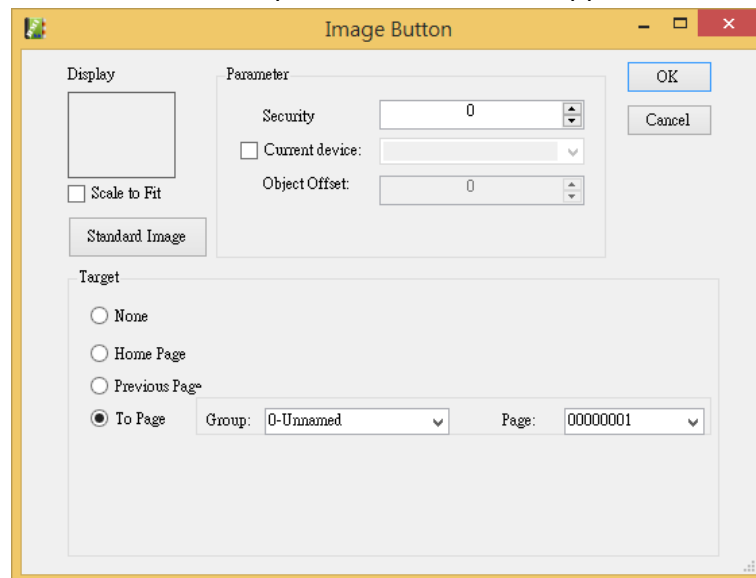 Image Button
Display
Parameter
OK
Security 0
Cancel
Current device:
Object Offset: 0
Scale to Fit
Standard Image
Target
None
Home Page
Previous Page
To Page Group: 0-Unnamed Page: 00000001